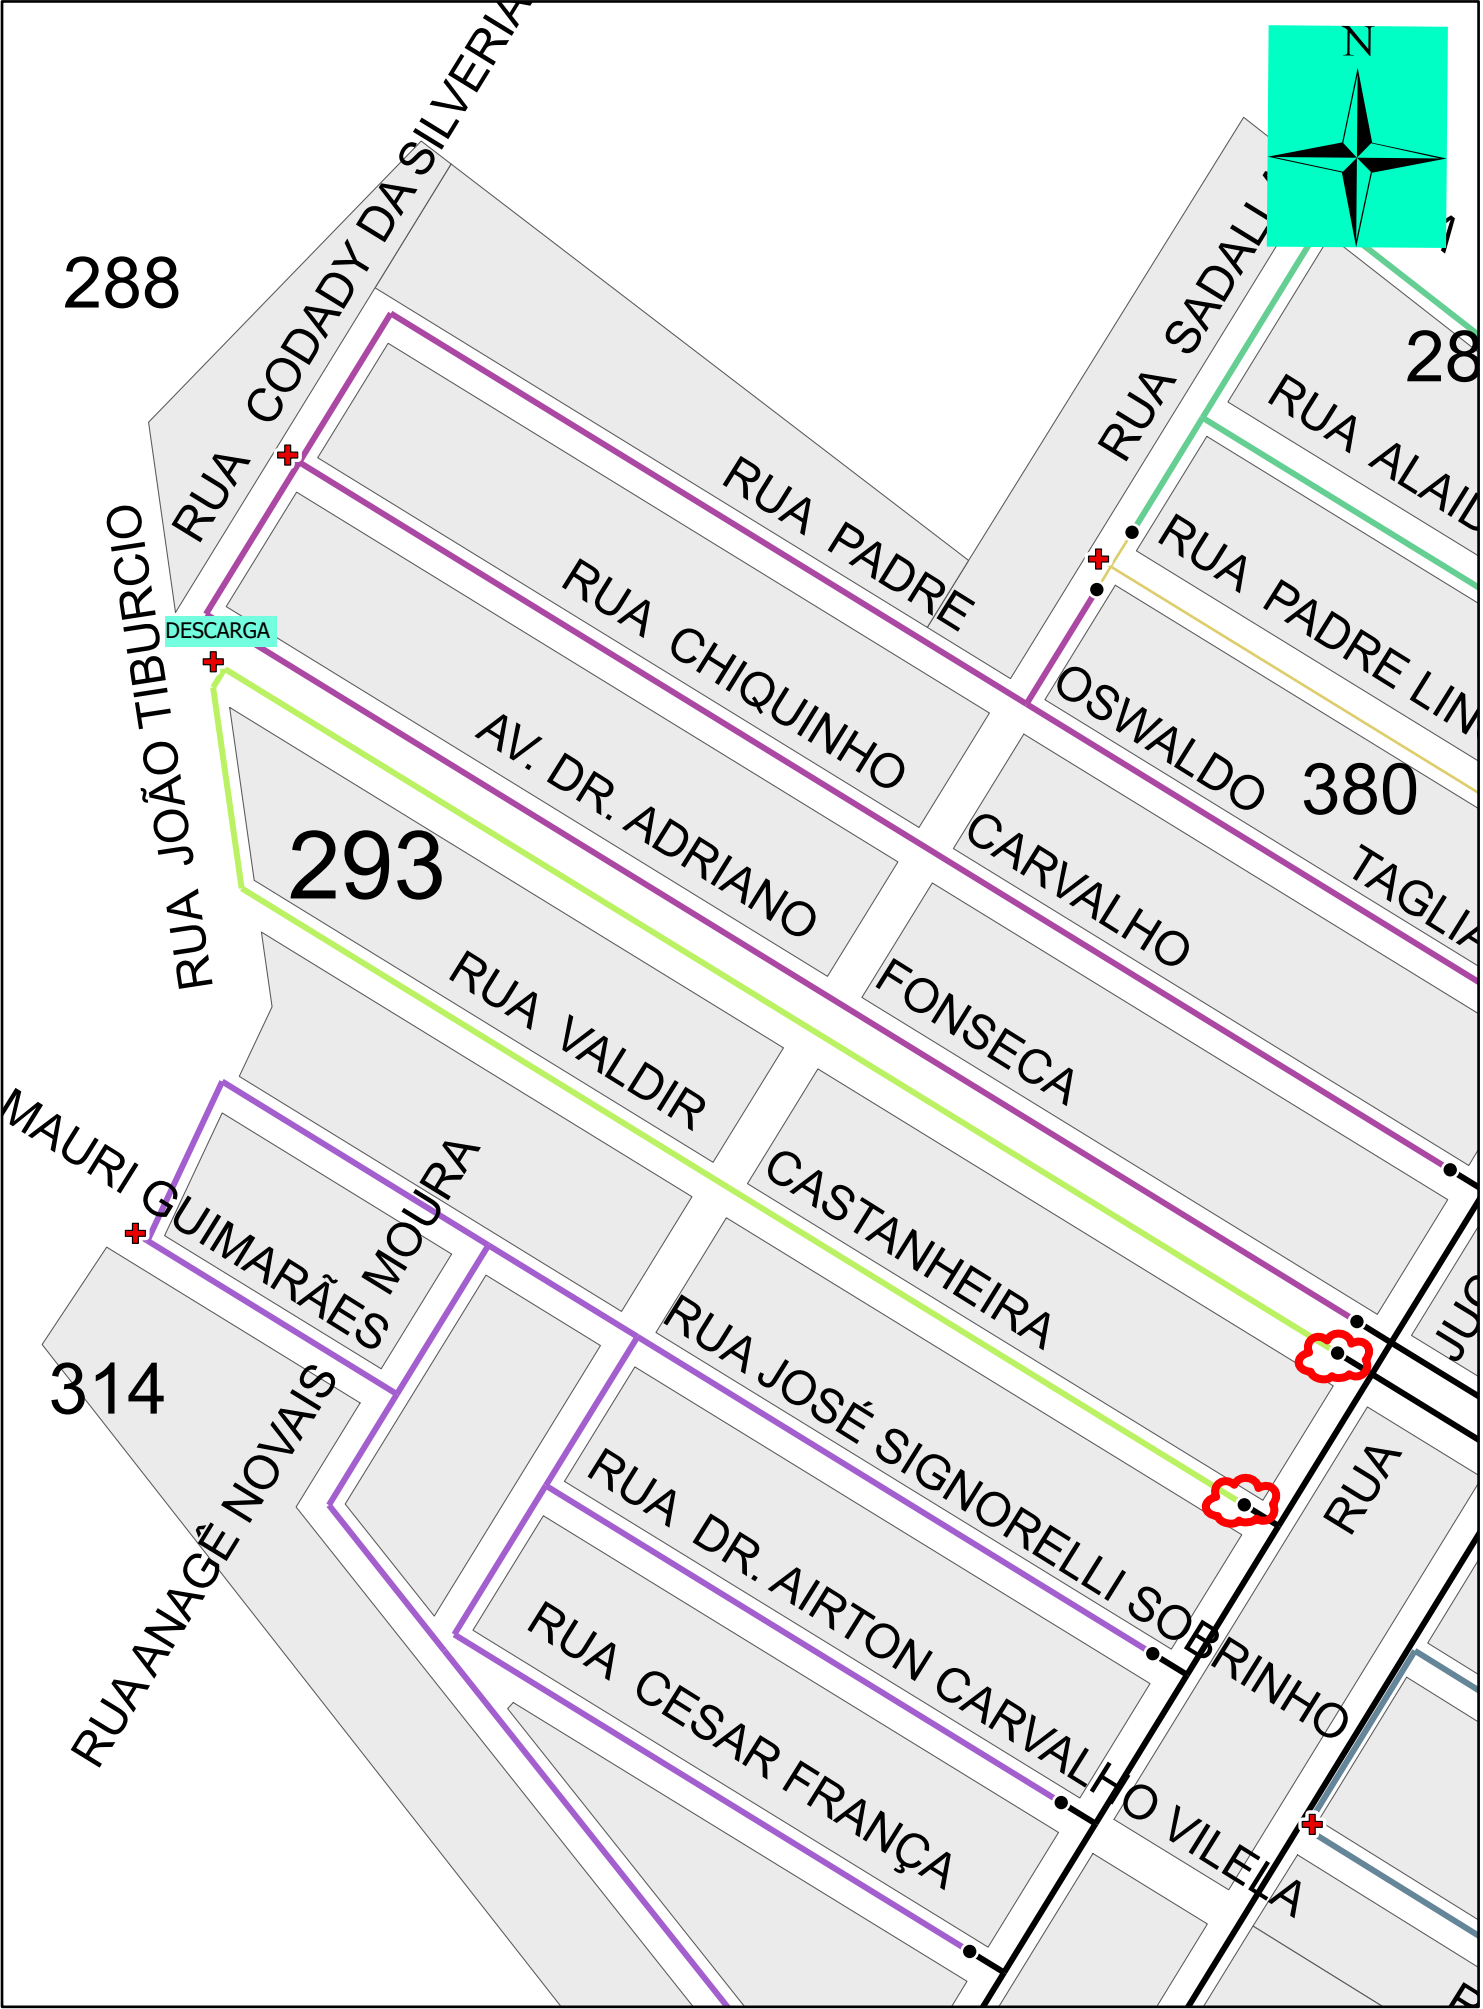 N
RUA CODADY DA SILVERIA
288
RUA SADALL
28
RUA ALAIL
RUA PADRE
RUA PADRE LIN
RUA JOÃO TIBURCIO
DESCARGA
RUA CHIQUINHO
OSWALDO
380
TAGLIA
AV. DR. ADRIANO
CARVALHO
293
FONSECA
RUA VALDIR
CASTANHEIRA
MAURI GUIMARÃES
MOURA
RUA JOSÉ SIGNORELLI SOBRINHO
JUS
314
RUA
RUA ANAGÊ NOVAIS
RUA DR. AIRTON CARVALHO VILELA
RUA CESAR FRANÇA